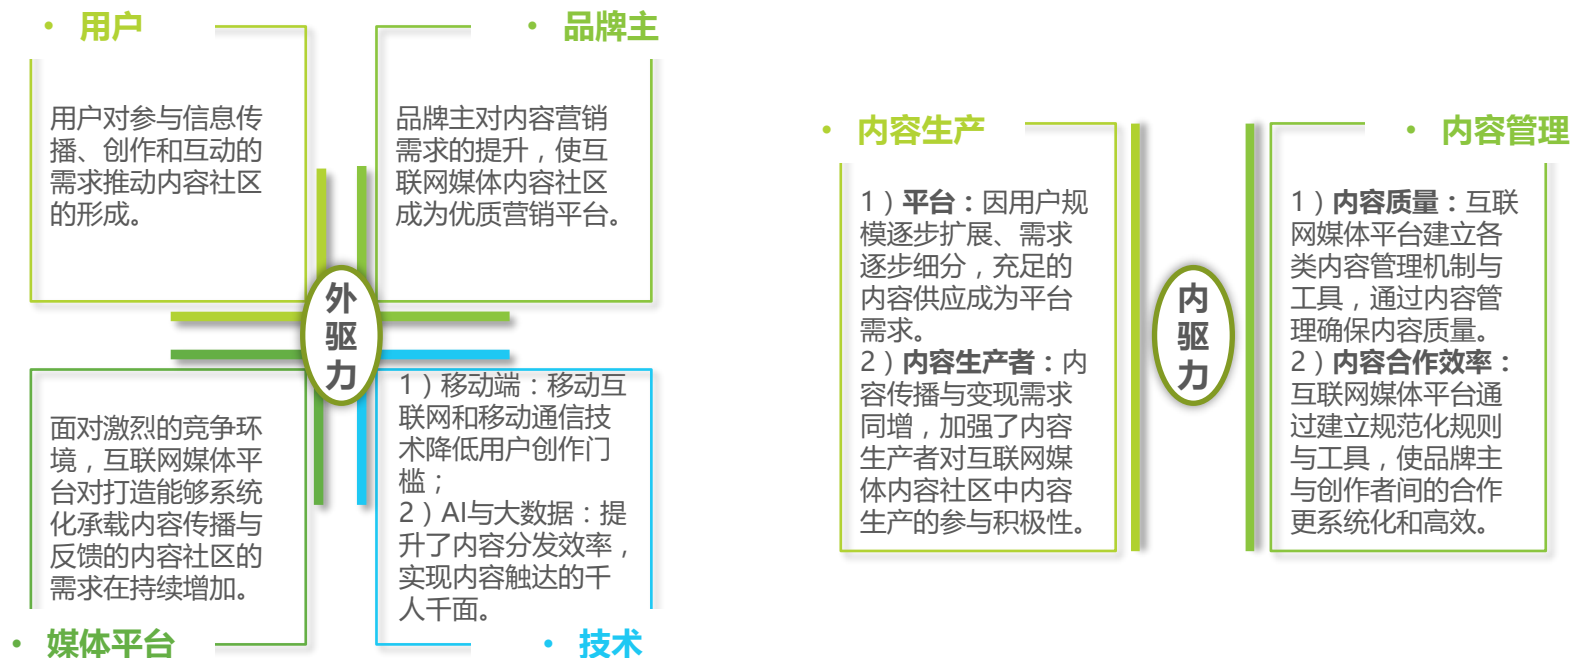 • 用户
用户对参与信息传
播、创作和互动的
需求推动内容社区
的形成。
• 品牌主
品牌主对内容营销
需求的提升，使互
联网媒体内容社区
成为优质营销平台。
外
驱
力
面对激烈的竞争环
境，互联网媒体平
台对打造能够系统
化承载内容传播与
反馈的内容社区的
需求在持续增加。
• 媒体平台
1）移动端：移动互
联网和移动通信技
术降低用户创作门
槛；
2）AI与大数据：提
升了内容分发效率，
实现内容触达的千
人千面。
• 技术
• 内容生产
1）平台：因用户规
模逐步扩展、需求
逐步细分，充足的
内容供应成为平台
需求。
2）内容生产者：内
容传播与变现需求
同增，加强了内容
生产者对互联网媒
体内容社区中内容
生产的参与积极性。
内
驱
力
• 内容管理
1）内容质量：互联
网媒体平台建立各
类内容管理机制与
工具，通过内容管
理确保内容质量。
2）内容合作效率：
互联网媒体平台通
过建立规范化规则
与工具，使品牌主
与创作者间的合作
更系统化和高效。